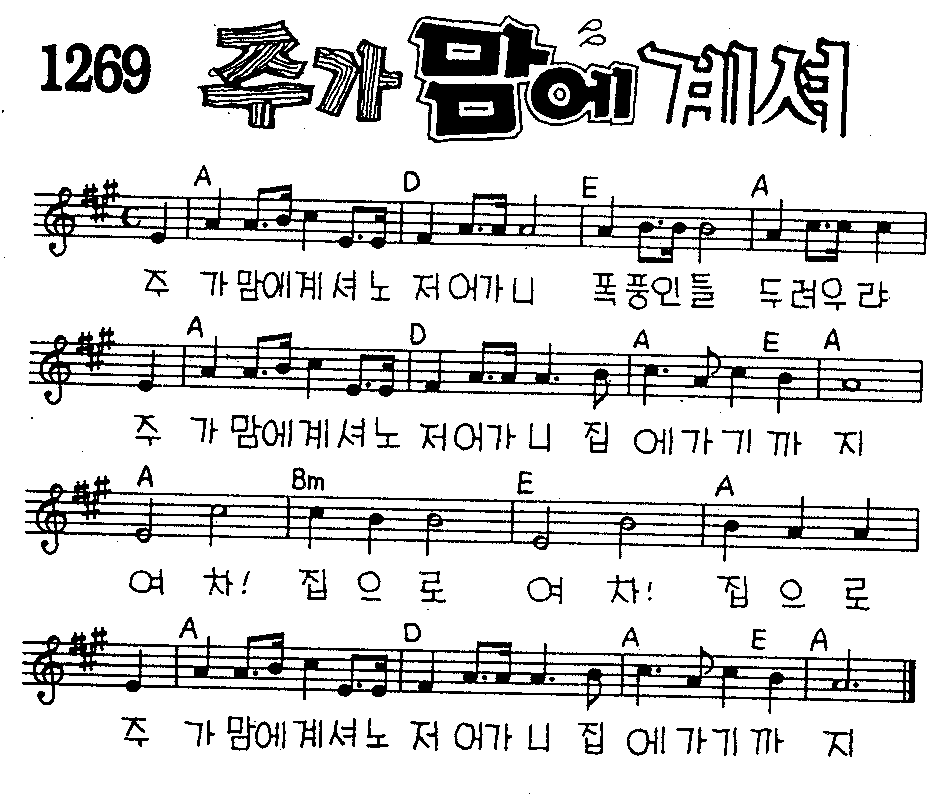 1269 주가 맘에 계셔
A D E A
주 가 맘에계 셔 노 저 어가 니 폭 풍인 들 두 려우 랴
A D A E A
주 가 맘에계 셔 노 저 어가 니 집 에 가 기 까 지
A Bm E A
여 차! 집 으 로 여 차! 집 으 로
A D A E A
주 가 맘에계 셔 노 저 어가 니 집 에 가 기 까 지